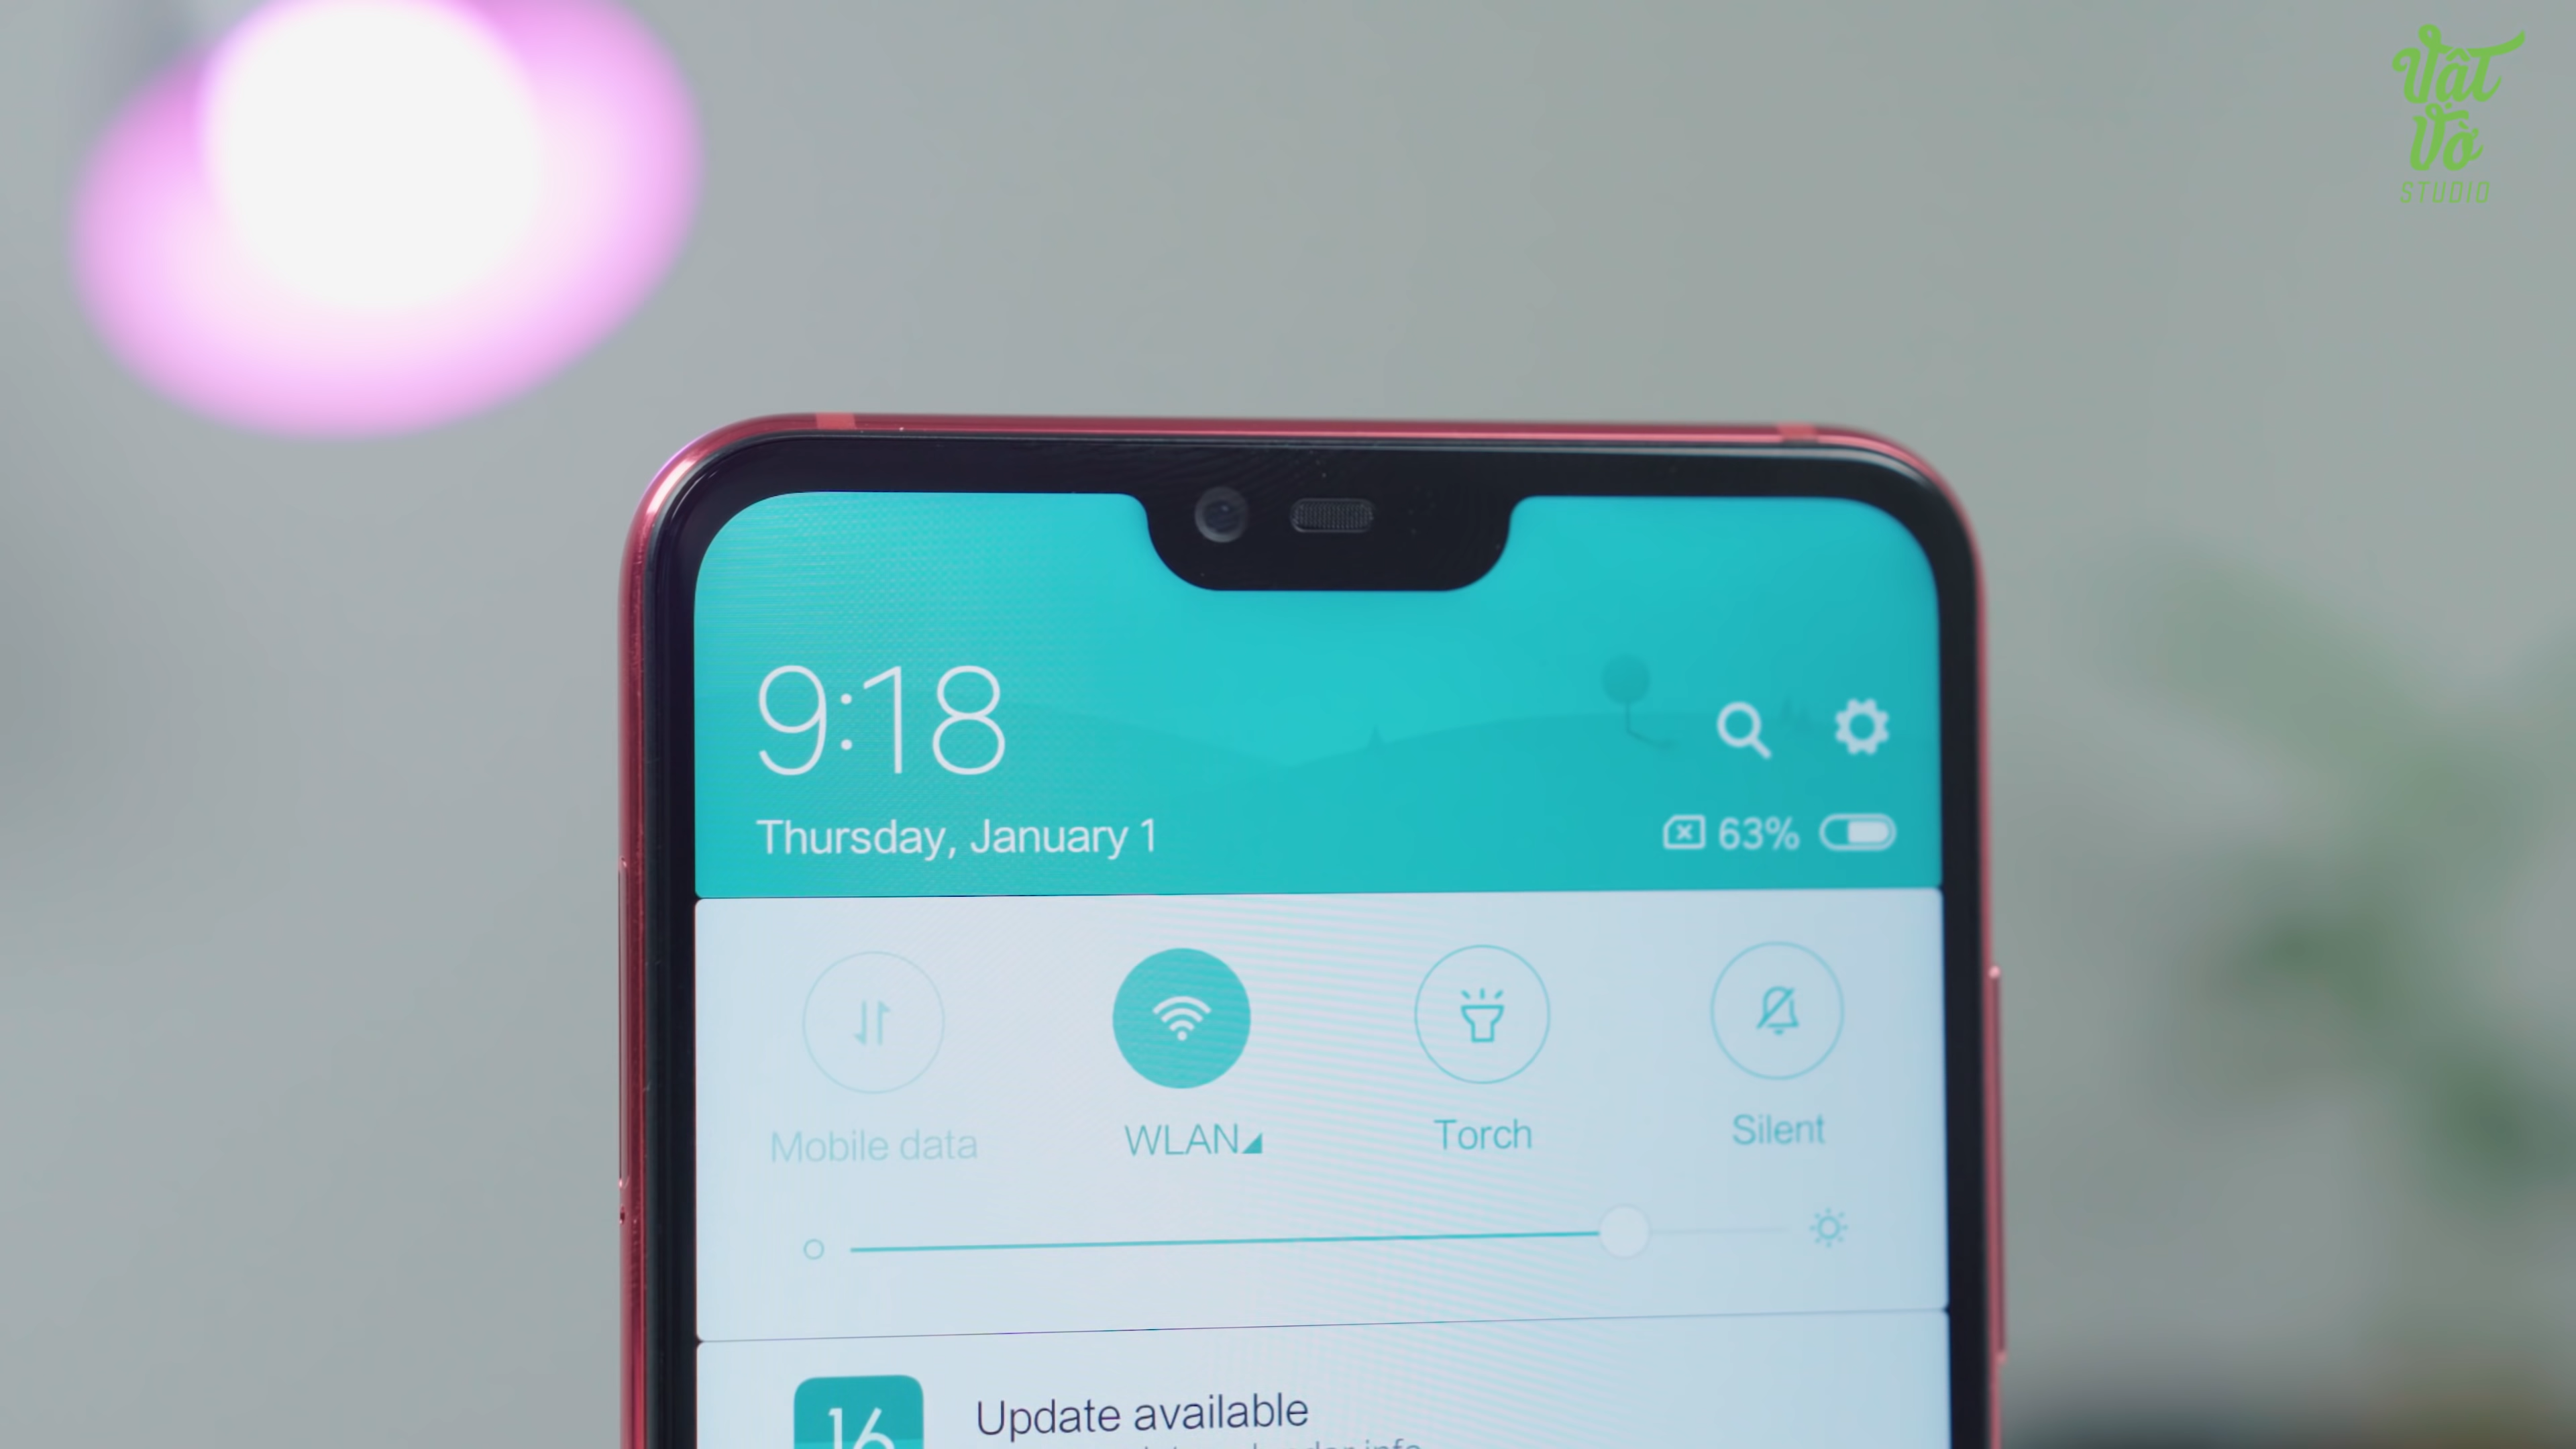 Vật
Vờ
STUDIO
9:18
Thursday, January 1
63%
Mobile data
WLAN
Torch
Silent
16
Update available